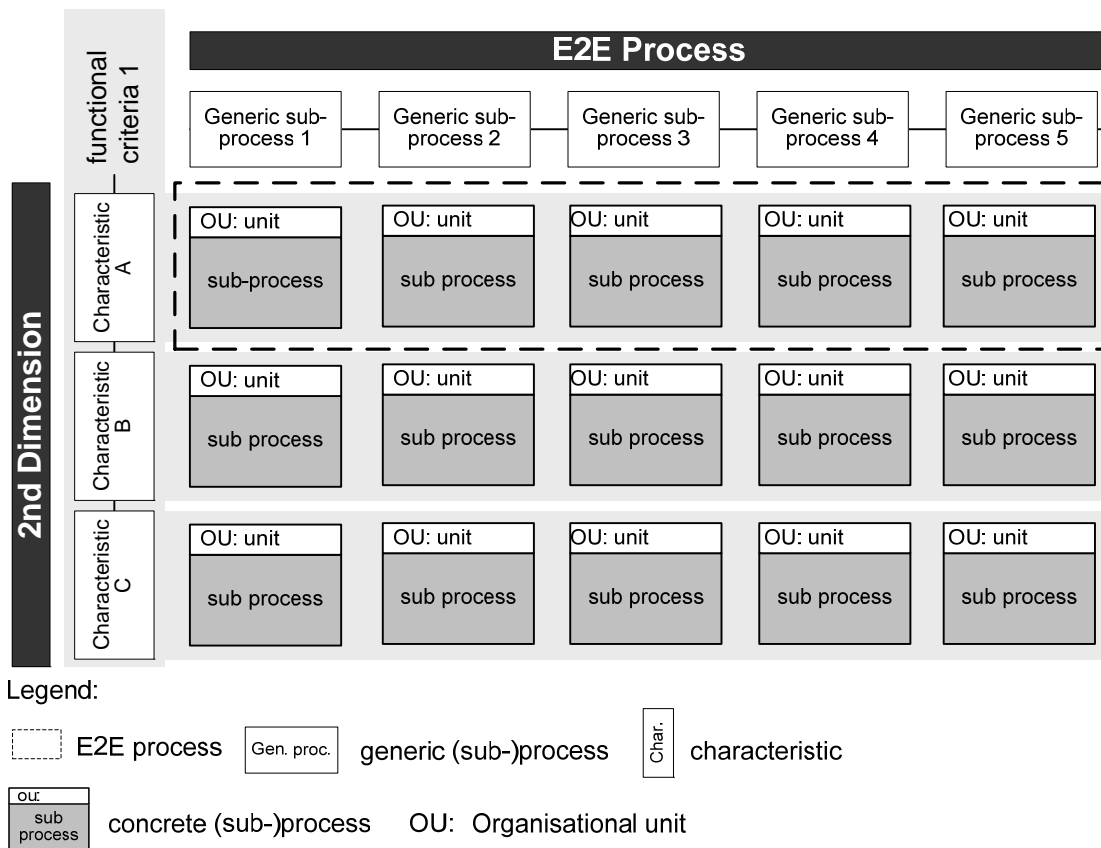 E2E Process
functional
criteria 1
Generic sub-
process 1
Generic sub-
process 2
Generic sub-
process 3
Generic sub-
process 4
Generic sub-
process 5
2nd Dimension
Characteristic
A
OU: unit
sub-process
OU: unit
sub process
OU: unit
sub process
OU: unit
sub process
OU: unit
sub process
Characteristic
B
OU: unit
sub process
OU: unit
sub process
OU: unit
sub process
OU: unit
sub process
OU: unit
sub process
Characteristic
C
OU: unit
sub process
OU: unit
sub process
OU: unit
sub process
OU: unit
sub process
OU: unit
sub process
Legend:
E2E process
Gen. proc.
generic (sub-)process
Char.
characteristic
OU:
sub
process
concrete (sub-)process
OU: Organisational unit